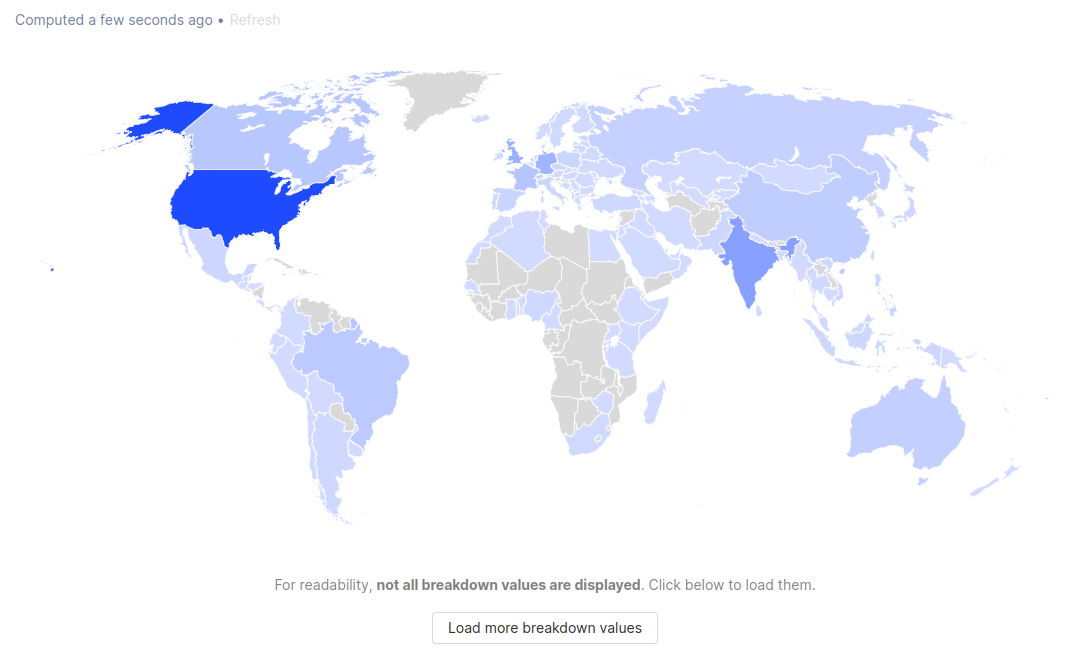 Computed a few seconds ago • Refresh
For readability, not all breakdown values are displayed. Click below to load them.
Load more breakdown values